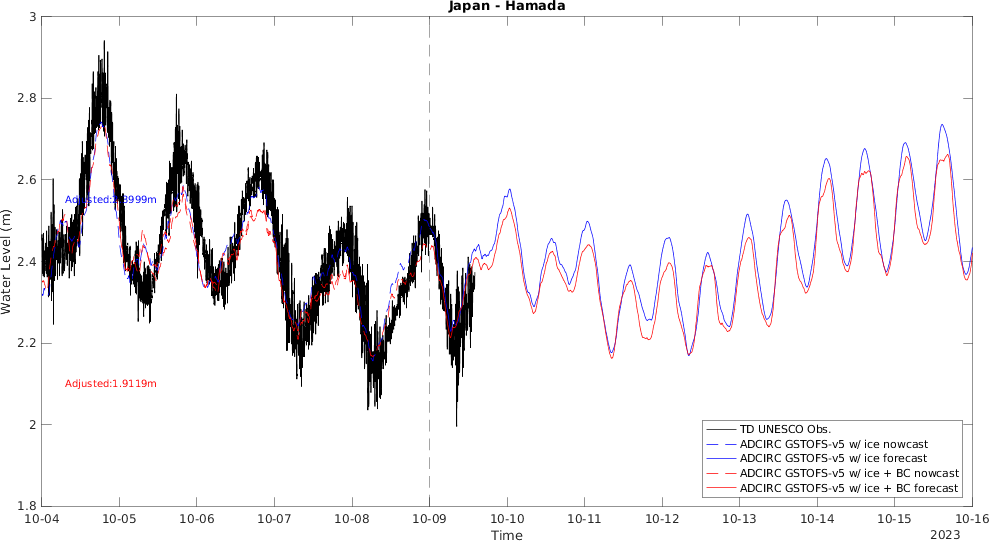 Japan - Hamada
Water Level (m)
3
2.8
2.6
2.4
2.2
2
1.8
Adjusted:1.9119m
TD UNESCO Obs.
ADCIRC GSTOFS-v5 w/ ice nowcast
ADCIRC GSTOFS-v5 w/ ice forecast
ADCIRC GSTOFS-v5 w/ ice + BC nowcast
ADCIRC GSTOFS-v5 w/ ice + BC forecast
10-04 10-05 10-06 10-07 10-08 10-09 10-10 10-11 10-12 10-13 10-14 10-15 10-16
Time
2023